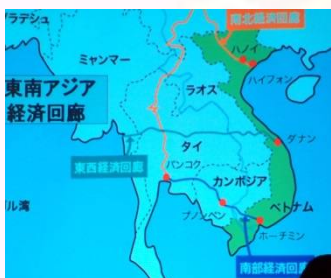 グラデシュ
南北経済回廊
ハノイ
ミャンマー
ハイフォン
ラオス
東南アジア
経済回廊
ダナン
タイ
東西経済回廊
バンコク
カンボジア
ガル湾
ベトナム
プノンペン
ホーチミン
南部経済回廊